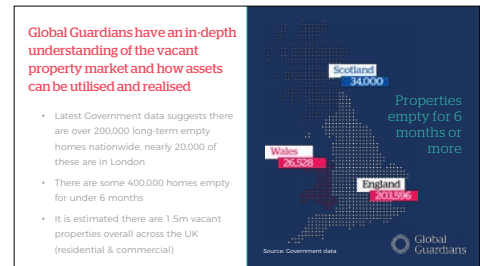 Global Guardians have an in-depth
understanding of the vacant
property market and how assets
can be utilised and realised
• Latest Government data suggests there
are over 200,000 long-term empty
homes nationwide, nearly 20,000 of
these are in London
• There are some 400,000 homes empty
for under 6 months
• It is estimated there are 1.5m vacant
properties overall across the UK
(residential & commercial)
Scotland
34,000
Properties
empty for 6
months or
more
Wales
26,528
England
203,596
Source: Government data
Global
Guardians